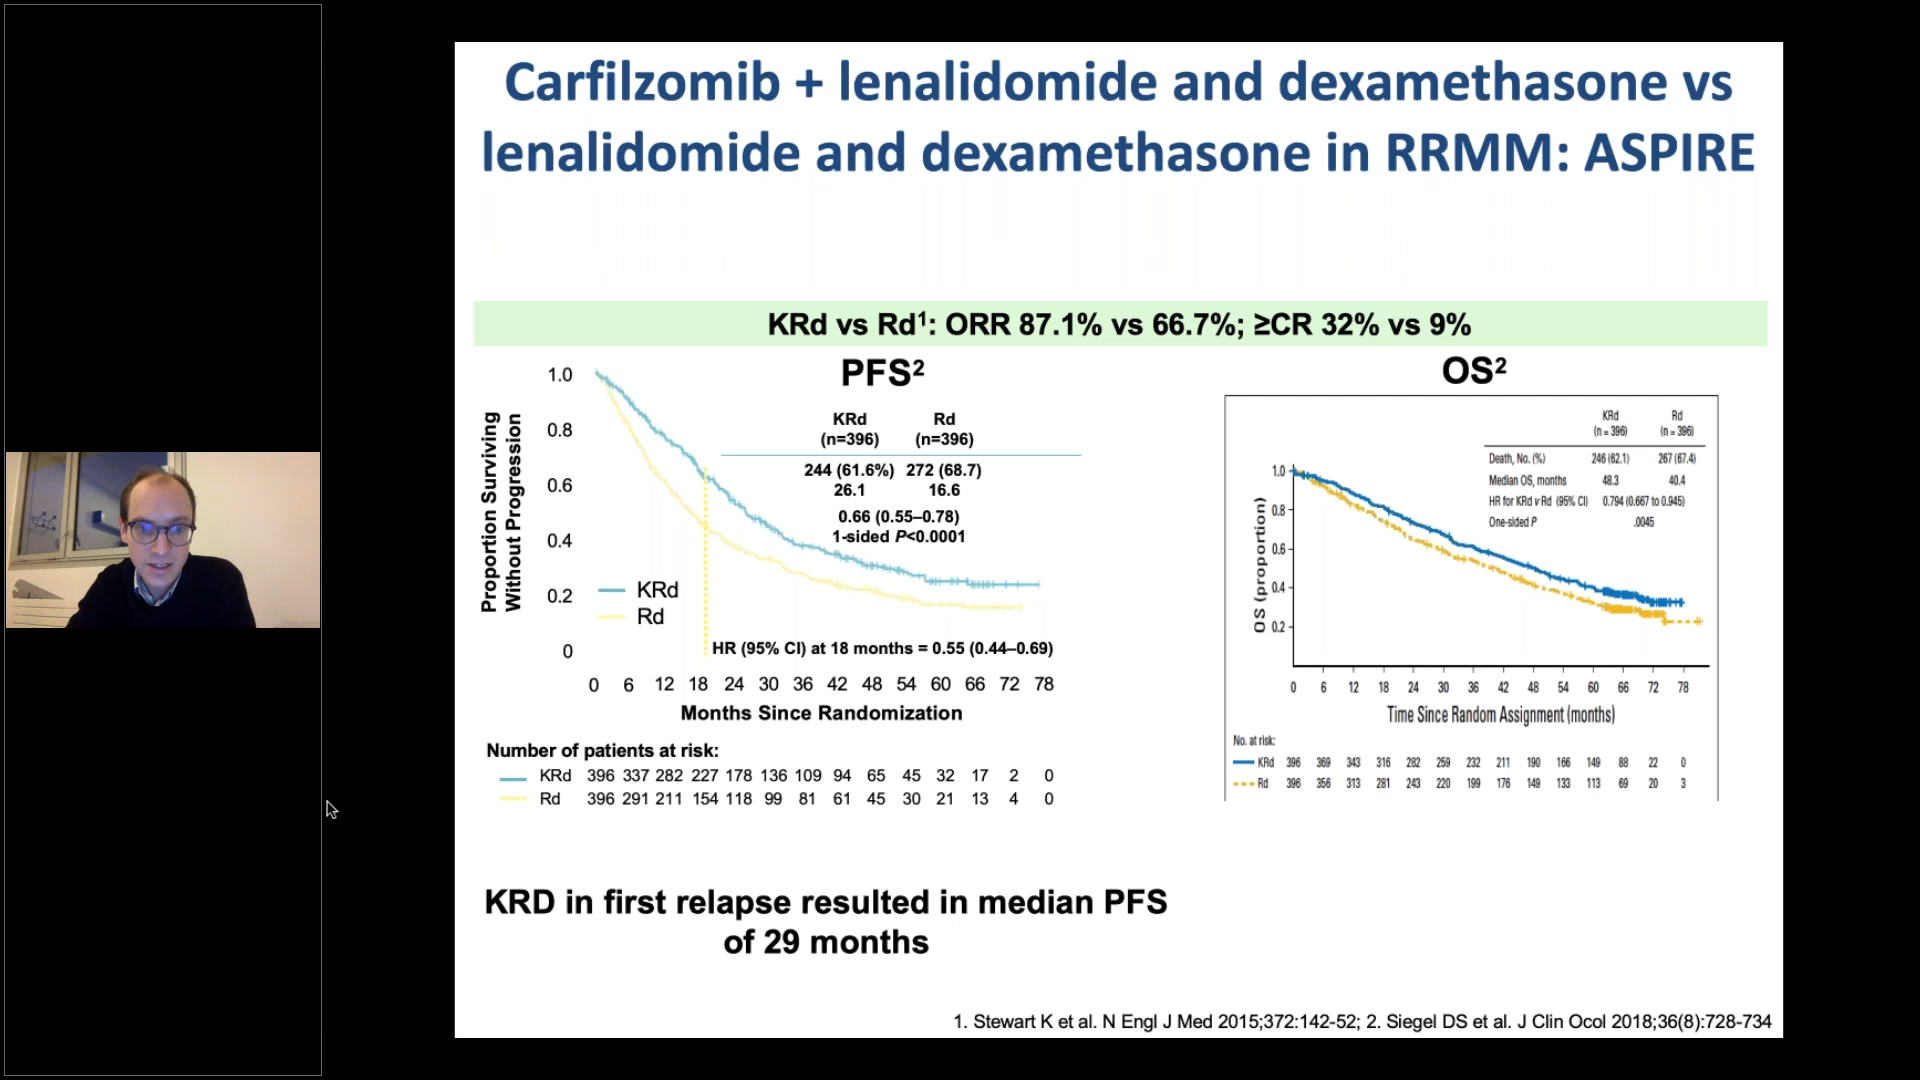 Carfilzomib + lenalidomide and dexamethasone vs
lenalidomide and dexamethasone in RRMM: ASPIRE
KRd vs Rd¹: ORR 87.1% vs 66.7%; ≥CR 32% vs 9%
PFS²
Proportion Surviving
Without Progression
1.0
0.8
0.6
0.4
0.2
0
KRd Rd
(n=396) (n=396)
244 (61.6%) 272 (68.7)
26.1 16.6
0.66 (0.55–0.78)
1-sided P<0.0001
KRd
Rd
HR (95% CI) at 18 months = 0.55 (0.44–0.69)
0 6 12 18 24 30 36 42 48 54 60 66 72 78
Months Since Randomization
Number of patients at risk:
KRd 396 337 282 227 178 136 109 94 65 45 32 17 2 0
Rd 396 291 211 154 118 99 81 61 45 30 21 13 4 0
OS²
KRd Rd
(n = 396) (n = 396)
Death, No. (%) 246 (62.1) 267 (67.4)
Median OS, months 48.3 40.4
HR for KRd v Rd (95% CI) 0.794 (0.667 to 0.945)
One-sided P .0045
OS (proportion)
1.0
0.8
0.6
0.4
0.2
0 6 12 18 24 30 36 42 48 54 60 66 72 78
Time Since Random Assignment (months)
No. at risk:
KRd 396 369 343 316 282 259 232 211 190 166 149 88 22 0
Rd 396 356 313 281 243 220 199 176 149 133 113 69 20 3
KRD in first relapse resulted in median PFS
of 29 months
1. Stewart K et al. N Engl J Med 2015;372:142-52; 2. Siegel DS et al. J Clin Ocol 2018;36(8):728-734